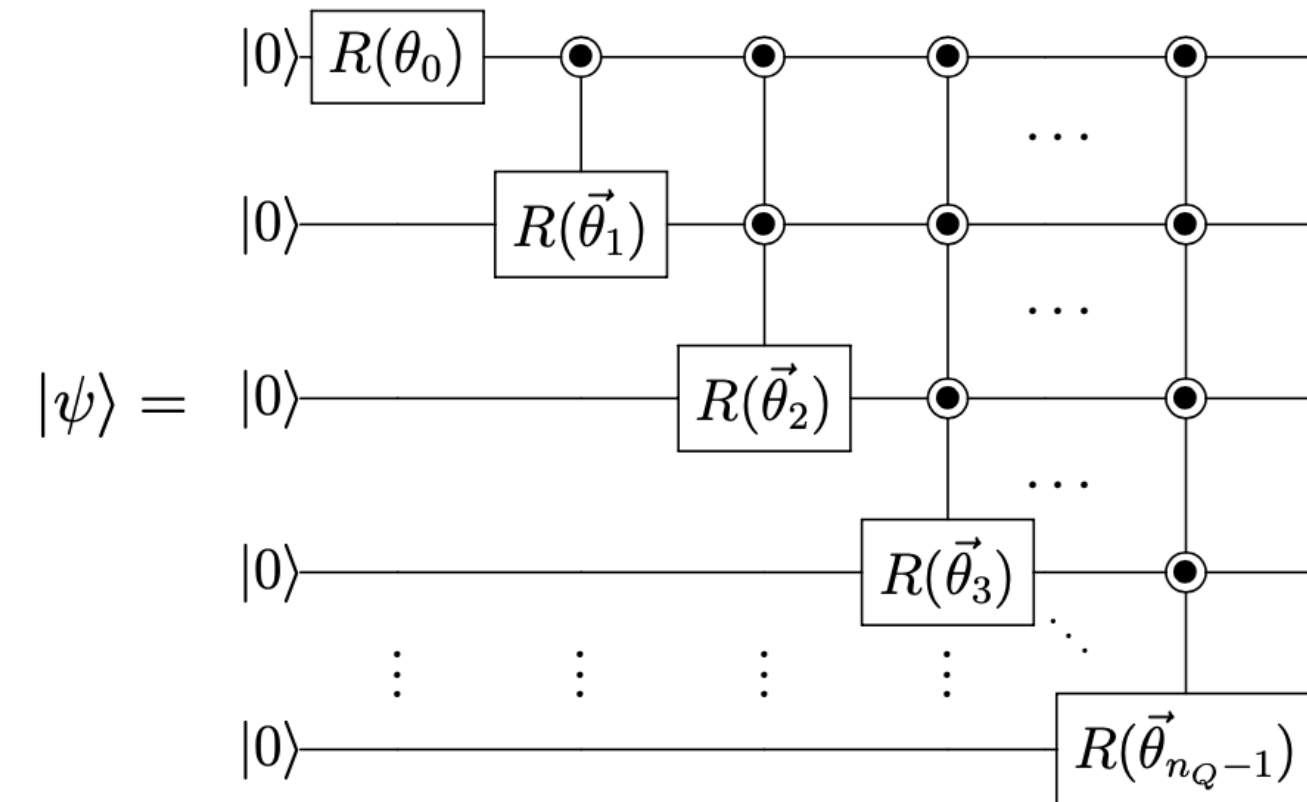 |0⟩ R(θ₀)
· · ·
|0⟩ R(θ⃗₁)
· · ·
|ψ⟩ = |0⟩ R(θ⃗₂)
· · ·
|0⟩ R(θ⃗₃)
|0⟩ R(θ⃗_{n_Q−1})